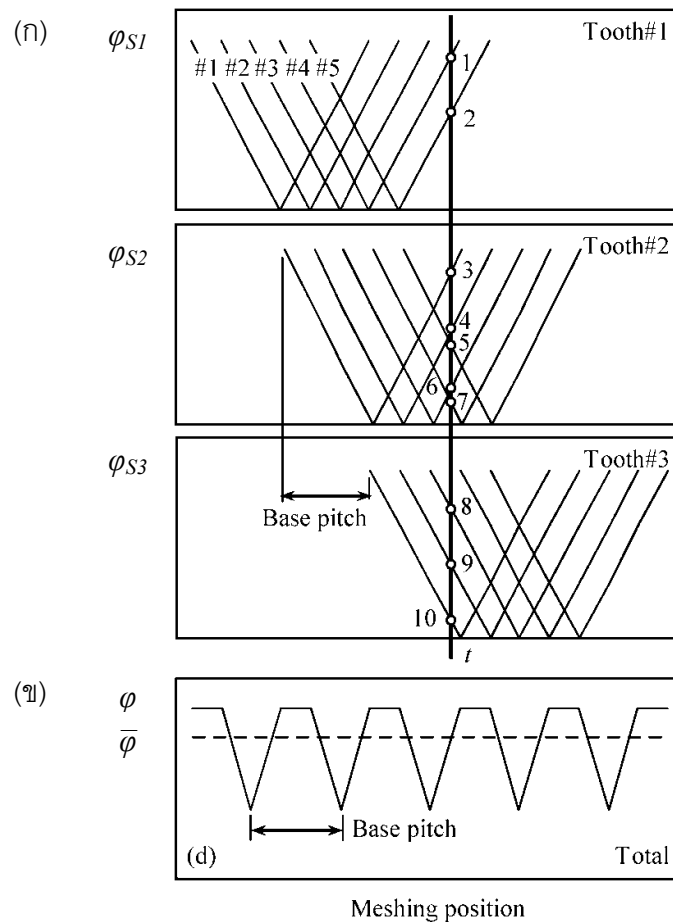 (ก)
φS1
Tooth#1
#1 #2 #3 #4 #5
1
2
φS2
Tooth#2
3
4
5
6
7
φS3
Tooth#3
Base pitch
8
9
10
t
(ข)
φ
φ̅
Base pitch
(d)
Total
Meshing position